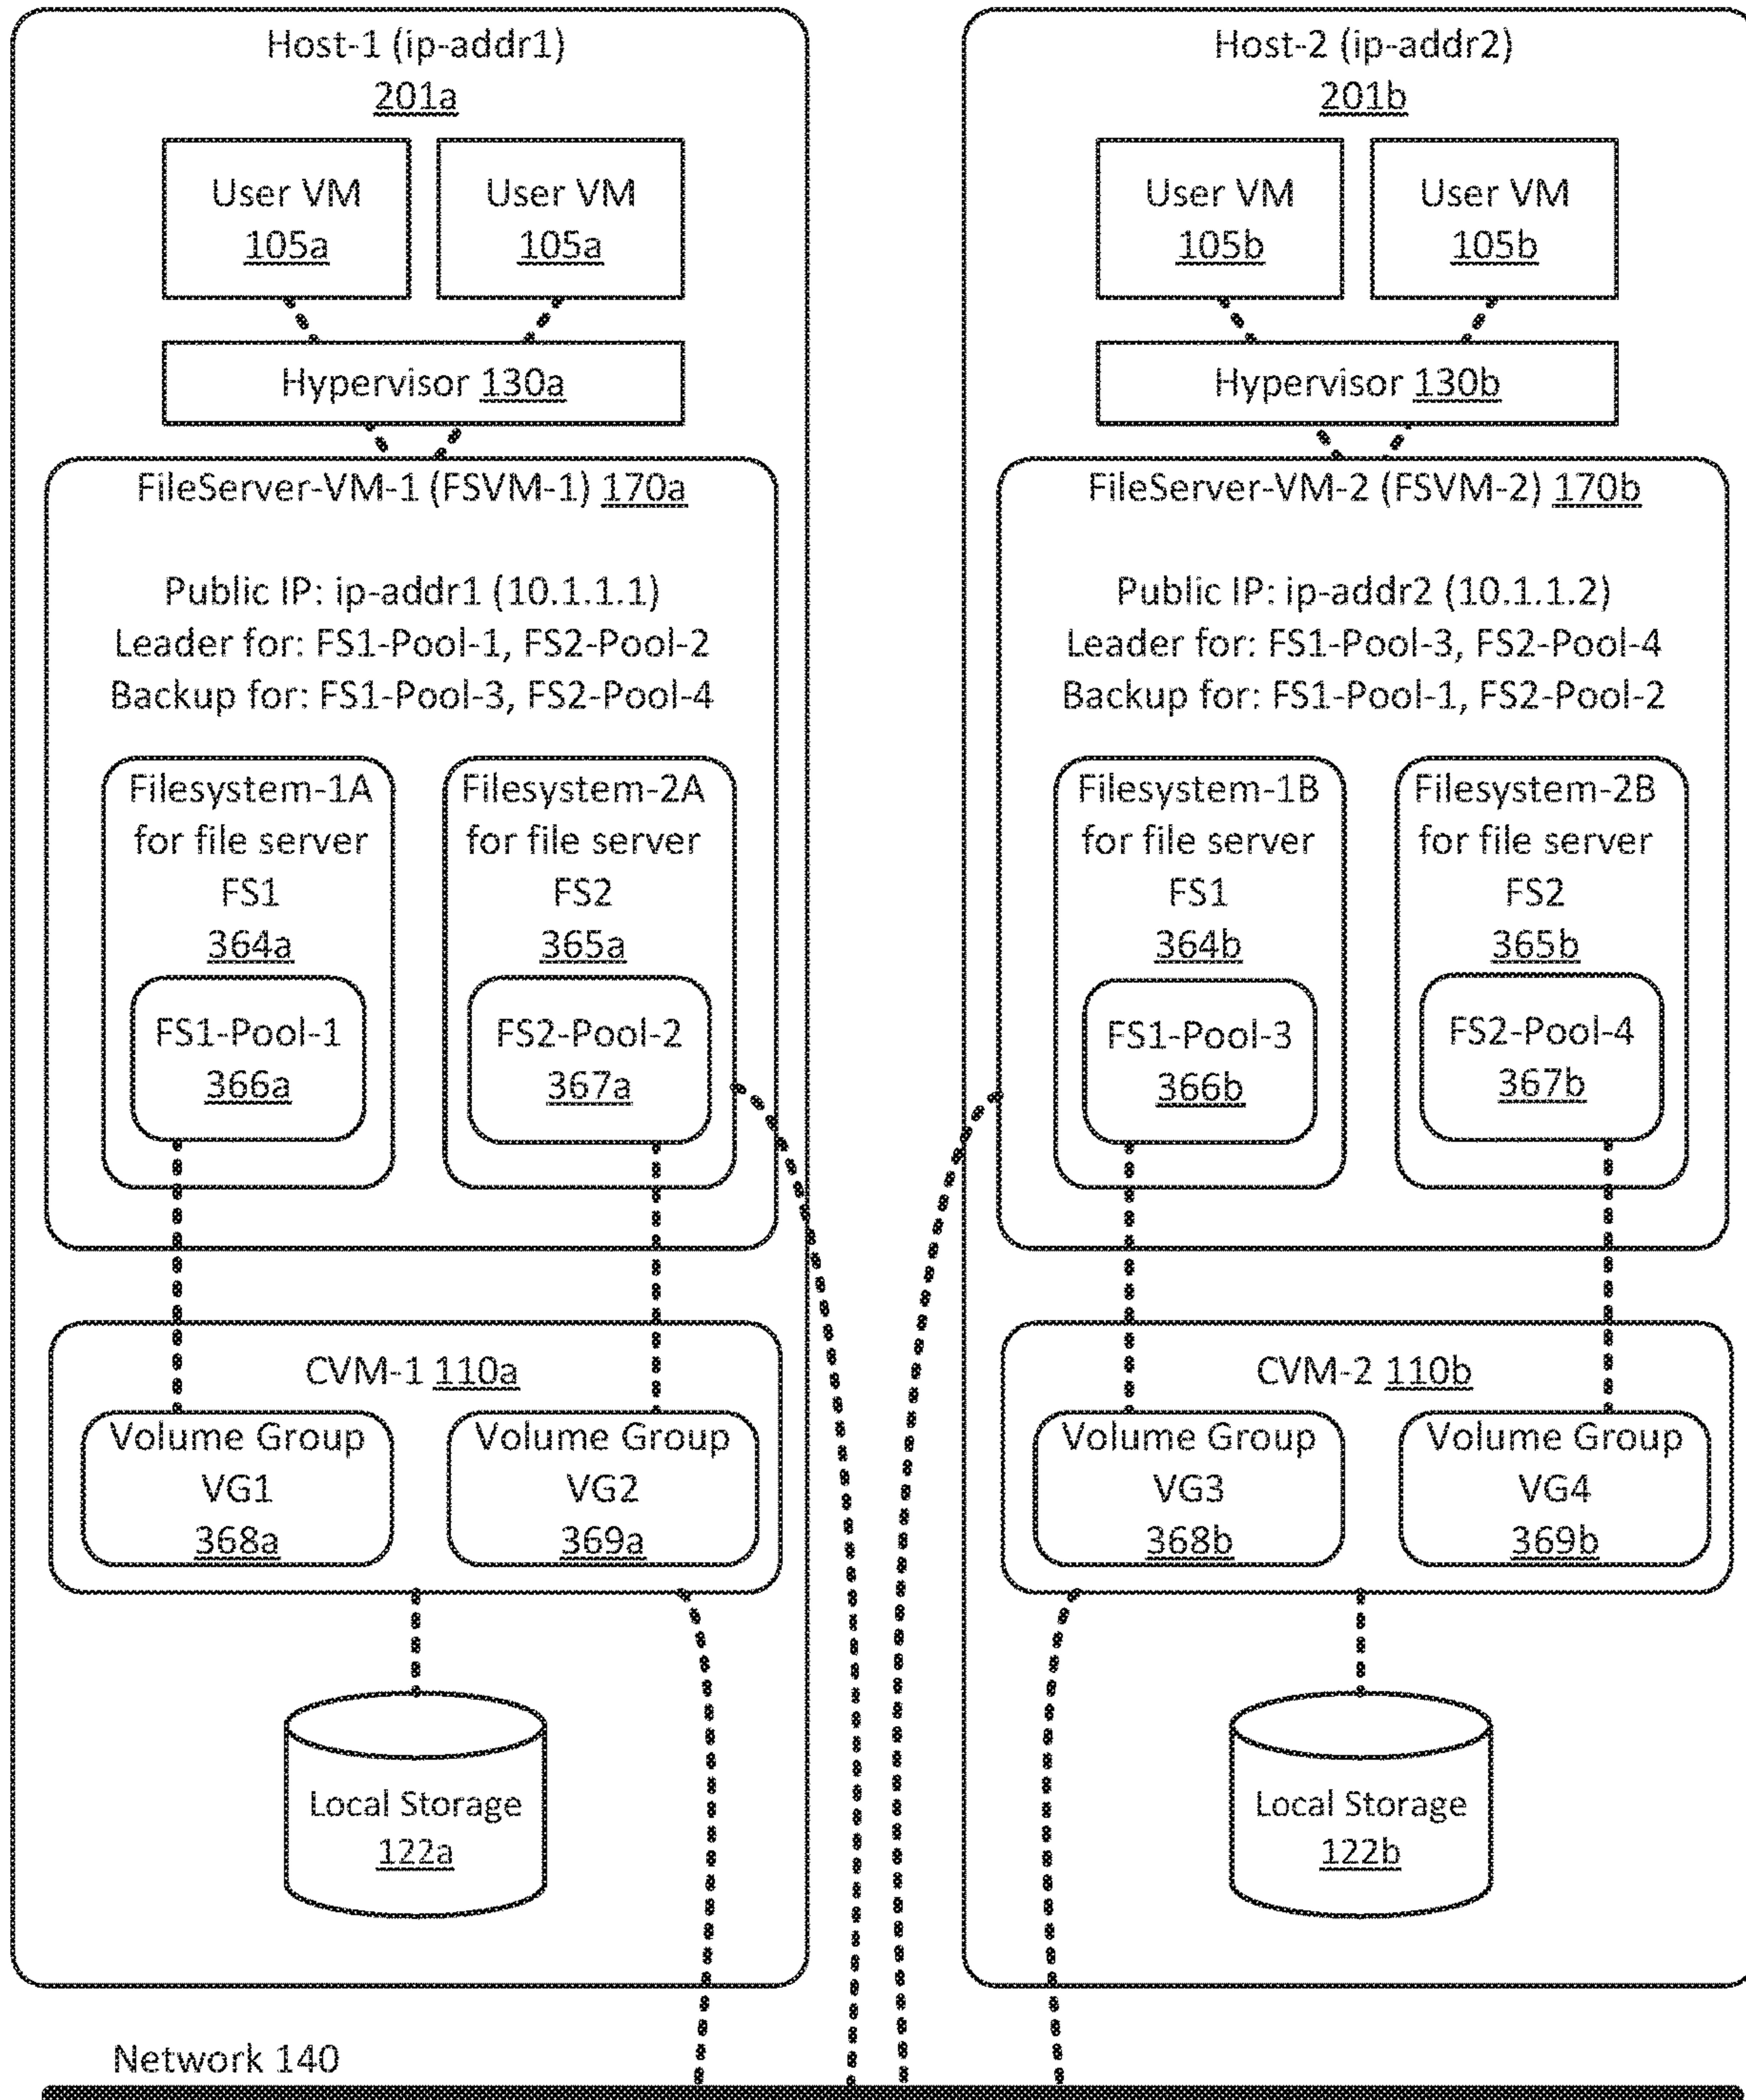 Host-1 (ip-addr1)
201a
User VM
105a
User VM
105a
Hypervisor 130a
FileServer-VM-1 (FSVM-1) 170a
Public IP: ip-addr1 (10.1.1.1)
Leader for: FS1-Pool-1, FS2-Pool-2
Backup for: FS1-Pool-3, FS2-Pool-4
Filesystem-1A
for file server
FS1
364a
FS1-Pool-1
366a
Filesystem-2A
for file server
FS2
365a
FS2-Pool-2
367a
CVM-1 110a
Volume Group
VG1
368a
Volume Group
VG2
369a
Local Storage
122a
Host-2 (ip-addr2)
201b
User VM
105b
User VM
105b
Hypervisor 130b
FileServer-VM-2 (FSVM-2) 170b
Public IP: ip-addr2 (10.1.1.2)
Leader for: FS1-Pool-3, FS2-Pool-4
Backup for: FS1-Pool-1, FS2-Pool-2
Filesystem-1B
for file server
FS1
364b
FS1-Pool-3
366b
Filesystem-2B
for file server
FS2
365b
FS2-Pool-4
367b
CVM-2 110b
Volume Group
VG3
368b
Volume Group
VG4
369b
Local Storage
122b
Network 140